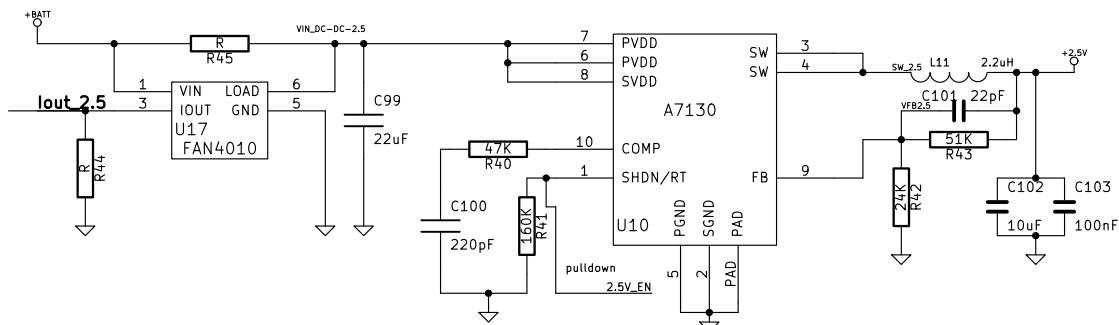 +BATT
R
R45
VIN_DC-DC-2.5
1
VIN
LOAD
6
Iout_2.5
3
IOUT
GND
5
U17
FAN4010
R
R44
C99
22uF
7
PVDD
6
PVDD
8
SVDD
SW
3
SW
4
A7130
47K
R40
10
COMP
1
SHDN/RT
FB
9
C100
220pF
160K
R41
U10
PGND
SGND
PAD
5
2
PAD
pulldown
2.5V_EN
SW_2.5
L11
2.2uH
+2.5V
C101
22pF
VFB2.5
51K
R43
24K
R42
C102
10uF
C103
100nF